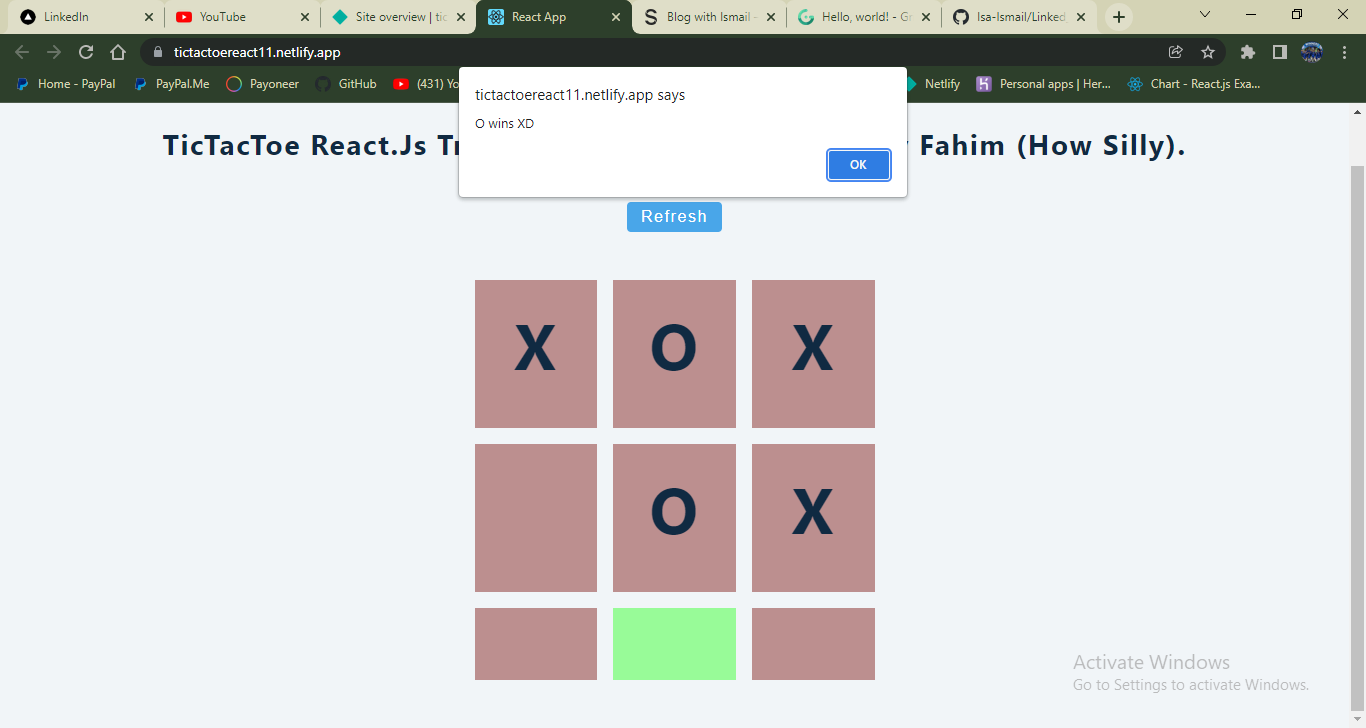 LinkedIn
YouTube
Site overview | tic
React App
Blog with Ismail -
Hello, world! - Gr
Isa-Ismail/Linked
tictactoereact11.netlify.app
Home - PayPal
PayPal.Me
Payoneer
GitHub
(431) Yo
Netlify
Personal apps | Her...
Chart - React.js Exa...
tictactoereact11.netlify.app says
O wins XD
OK
TicTacToe React.Js Fahim (How Silly).
Refresh
X O X
O X
Activate Windows
Go to Settings to activate Windows.